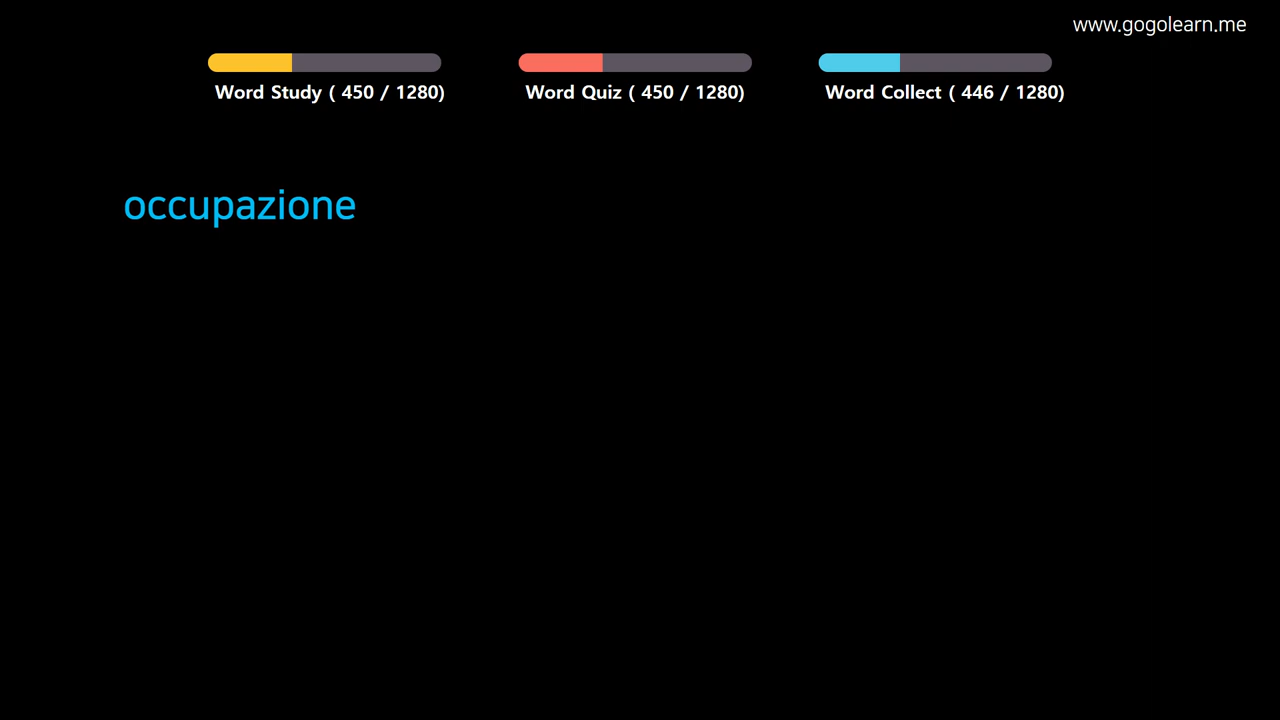 www.gogolearn.me
Word Study ( 450 / 1280)
Word Quiz ( 450 / 1280)
Word Collect ( 446 / 1280)
occupazione